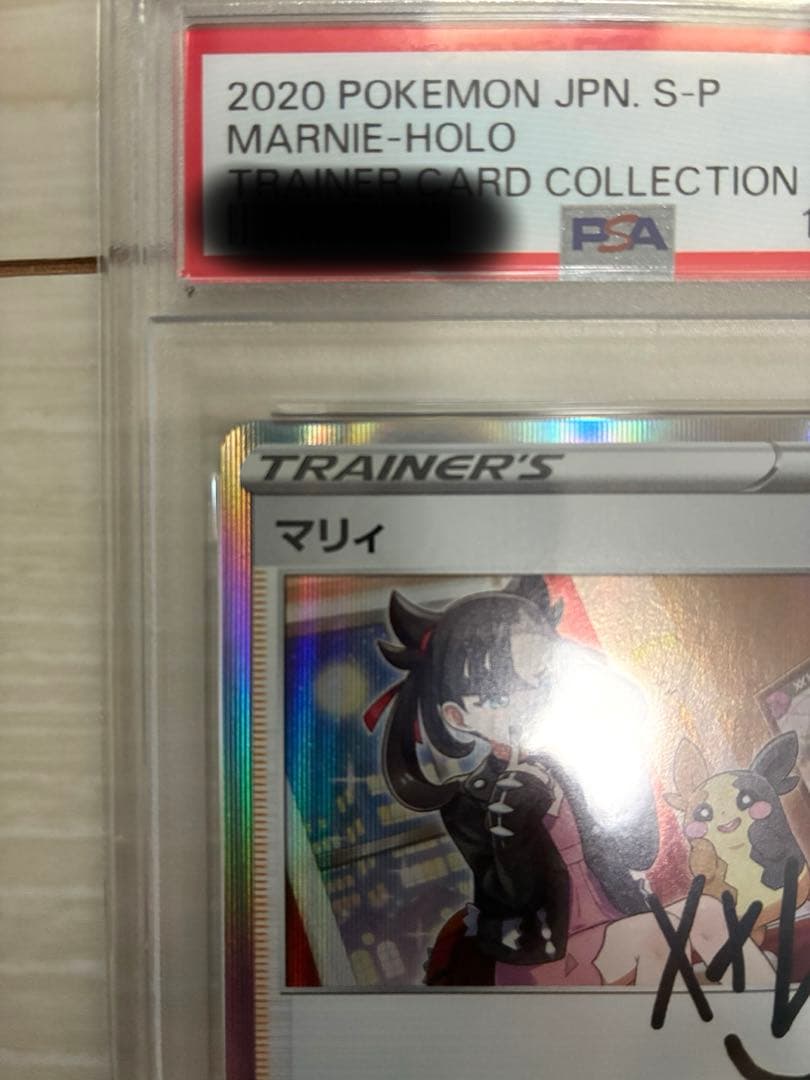 2020 POKEMON JPN. S-P
MARNIE-HOLO
TRAINER CARD COLLECTION
PSA
TRAINER'S
マリィ